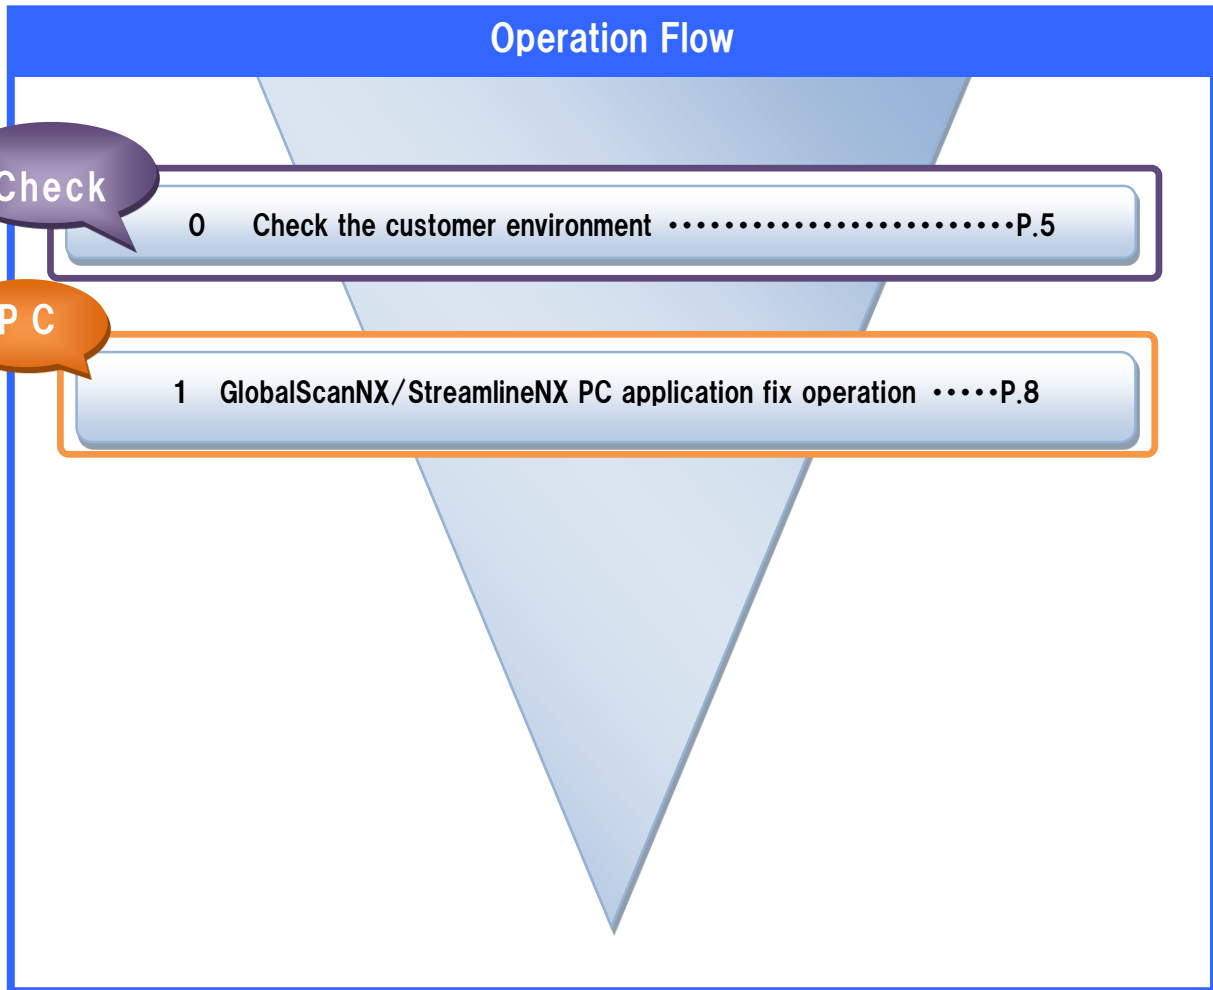 Operation Flow
Check
0 Check the customer environment ·························P.5
P C
1 GlobalScanNX/StreamlineNX PC application fix operation ·····P.8